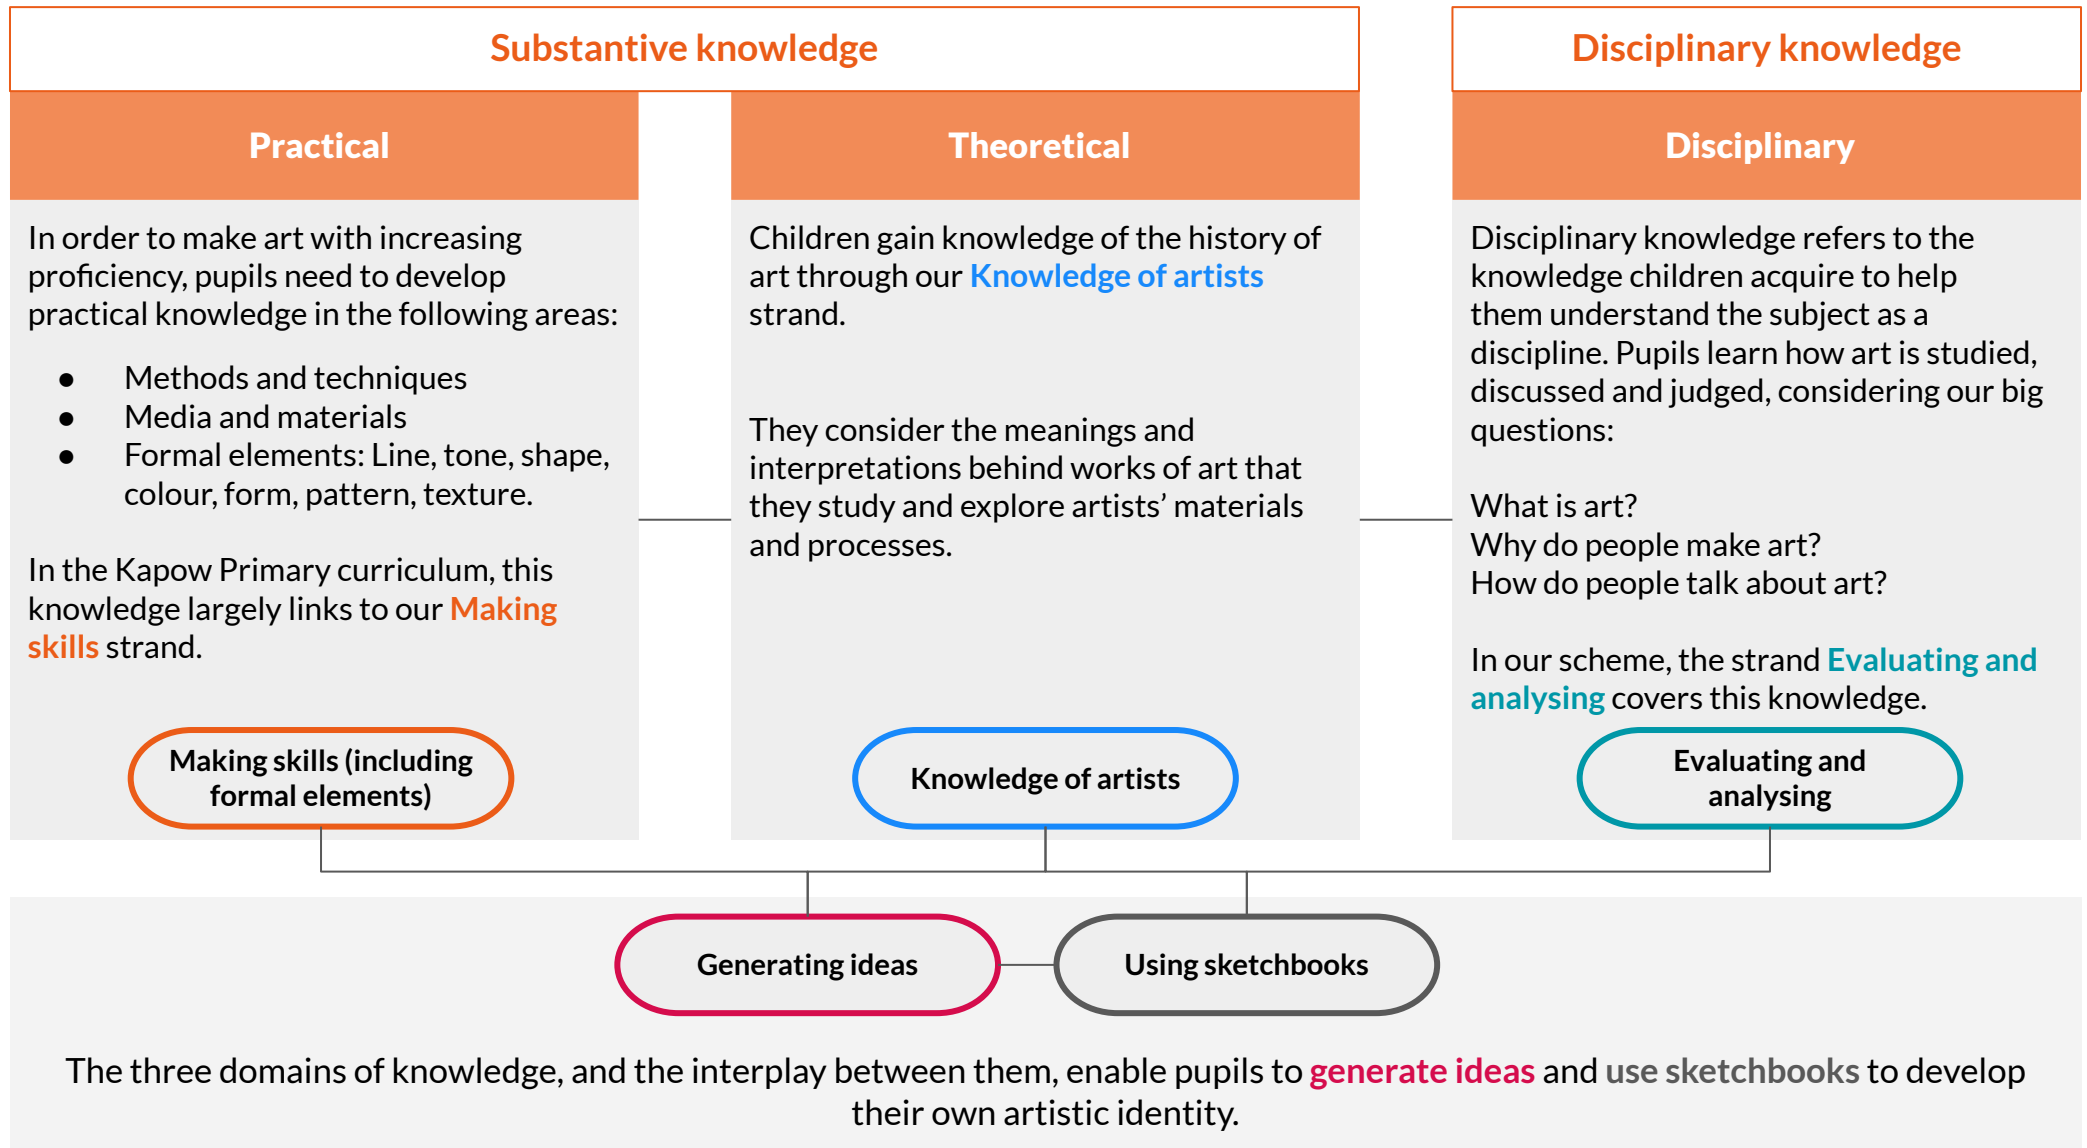 Substantive knowledge
Disciplinary knowledge
Practical
Theoretical
Disciplinary
In order to make art with increasing
proficiency, pupils need to develop
practical knowledge in the following areas:
● Methods and techniques
● Media and materials
● Formal elements: Line, tone, shape,
colour, form, pattern, texture.
In the Kapow Primary curriculum, this
knowledge largely links to our Making
skills strand.
Making skills (including
formal elements)
Children gain knowledge of the history of
art through our Knowledge of artists
strand.
They consider the meanings and
interpretations behind works of art that
they study and explore artists’ materials
and processes.
Knowledge of artists
Disciplinary knowledge refers to the
knowledge children acquire to help
them understand the subject as a
discipline. Pupils learn how art is studied,
discussed and judged, considering our big
questions:
What is art?
Why do people make art?
How do people talk about art?
In our scheme, the strand Evaluating and
analysing covers this knowledge.
Evaluating and
analysing
Generating ideas
Using sketchbooks
The three domains of knowledge, and the interplay between them, enable pupils to generate ideas and use sketchbooks to develop
their own artistic identity.